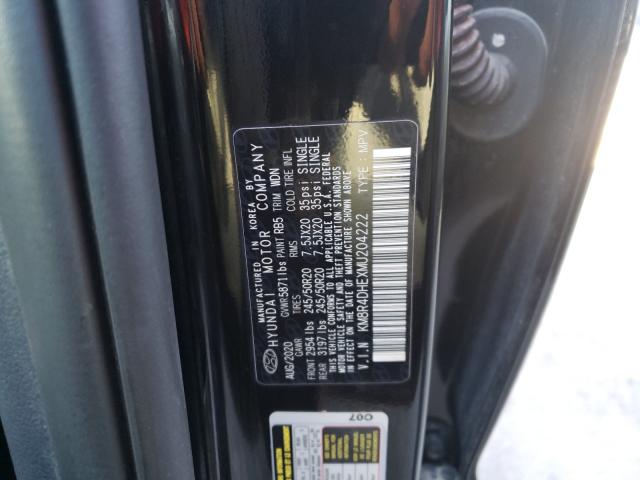 MANUFACTURED IN KOREA BY
HYUNDAI MOTOR COMPANY
AUG/2020 GVWR 5871lbs PAINT RB5 TRIM WDN
GAWR TIRES RIMS COLD TIRE INFL
FRONT 2954 lbs 245/50R20 7.5JX20 35psi SINGLE
REAR 3197 lbs 245/50R20 7.5JX20 35psi SINGLE
THIS VEHICLE CONFORMS TO ALL APPLICABLE U.S.A. FEDERAL
MOTOR VEHICLE SAFETY AND THEFT PREVENTION STANDARDS
IN EFFECT ON THE DATE OF MANUFACTURE SHOWN ABOVE
V.I.N KM8R4DHEXMU204222 TYPE : MPV
C07